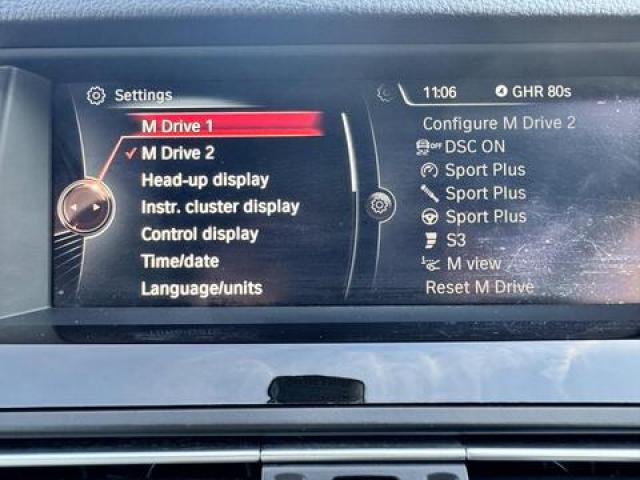 Settings
M Drive 1
✓ M Drive 2
Head-up display
Instr. cluster display
Control display
Time/date
Language/units
11:06 GHR 80s
Configure M Drive 2
OFF DSC ON
Sport Plus
Sport Plus
Sport Plus
S3
M view
Reset M Drive